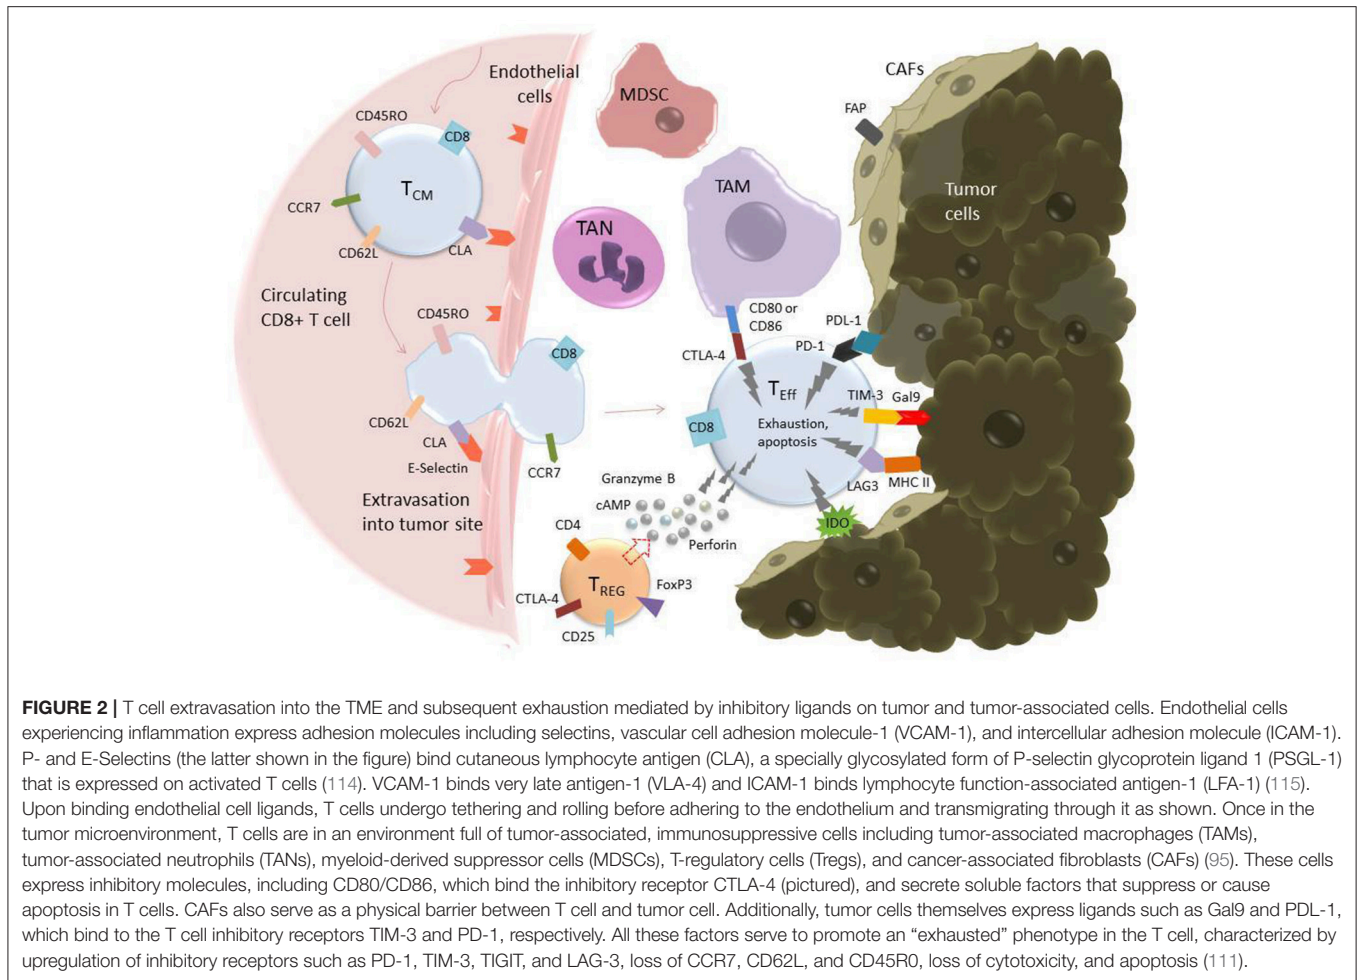 Endothelial
cells
MDSC
CAFs
FAP
CD45RO
CD8
T CM
CCR7
CD62L
CLA
TAM
TAN
Tumor
cells
Circulating
CD8+ T cell
CD45RO
CD8
CD62L
CLA
E-Selectin
CCR7
Extravasation
into tumor site
CD80 or
CD86
CTLA-4
PD-1
PDL-1
T Eff
TIM-3
Gal9
CD8
Exhaustion,
apoptosis
LAG3
MHC II
IDO
Granzyme B
cAMP
Perforin
CD4
T REG
FoxP3
CTLA-4
CD25
FIGURE 2 | T cell extravasation into the TME and subsequent exhaustion mediated by inhibitory ligands on tumor and tumor-associated cells. Endothelial cells
experiencing inflammation express adhesion molecules including selectins, vascular cell adhesion molecule-1 (VCAM-1), and intercellular adhesion molecule (ICAM-1).
P- and E-Selectins (the latter shown in the figure) bind cutaneous lymphocyte antigen (CLA), a specially glycosylated form of P-selectin glycoprotein ligand 1 (PSGL-1)
that is expressed on activated T cells (114). VCAM-1 binds very late antigen-1 (VLA-4) and ICAM-1 binds lymphocyte function-associated antigen-1 (LFA-1) (115).
Upon binding endothelial cell ligands, T cells undergo tethering and rolling before adhering to the endothelium and transmigrating through it as shown. Once in the
tumor microenvironment, T cells are in an environment full of tumor-associated, immunosuppressive cells including tumor-associated macrophages (TAMs),
tumor-associated neutrophils (TANs), myeloid-derived suppressor cells (MDSCs), T-regulatory cells (Tregs), and cancer-associated fibroblasts (CAFs) (95). These cells
express inhibitory molecules, including CD80/CD86, which bind the inhibitory receptor CTLA-4 (pictured), and secrete soluble factors that suppress or cause
apoptosis in T cells. CAFs also serve as a physical barrier between T cell and tumor cell. Additionally, tumor cells themselves express ligands such as Gal9 and PDL-1,
which bind to the T cell inhibitory receptors TIM-3 and PD-1, respectively. All these factors serve to promote an “exhausted” phenotype in the T cell, characterized by
upregulation of inhibitory receptors such as PD-1, TIM-3, TIGIT, and LAG-3, loss of CCR7, CD62L, and CD45R0, loss of cytotoxicity, and apoptosis (111).